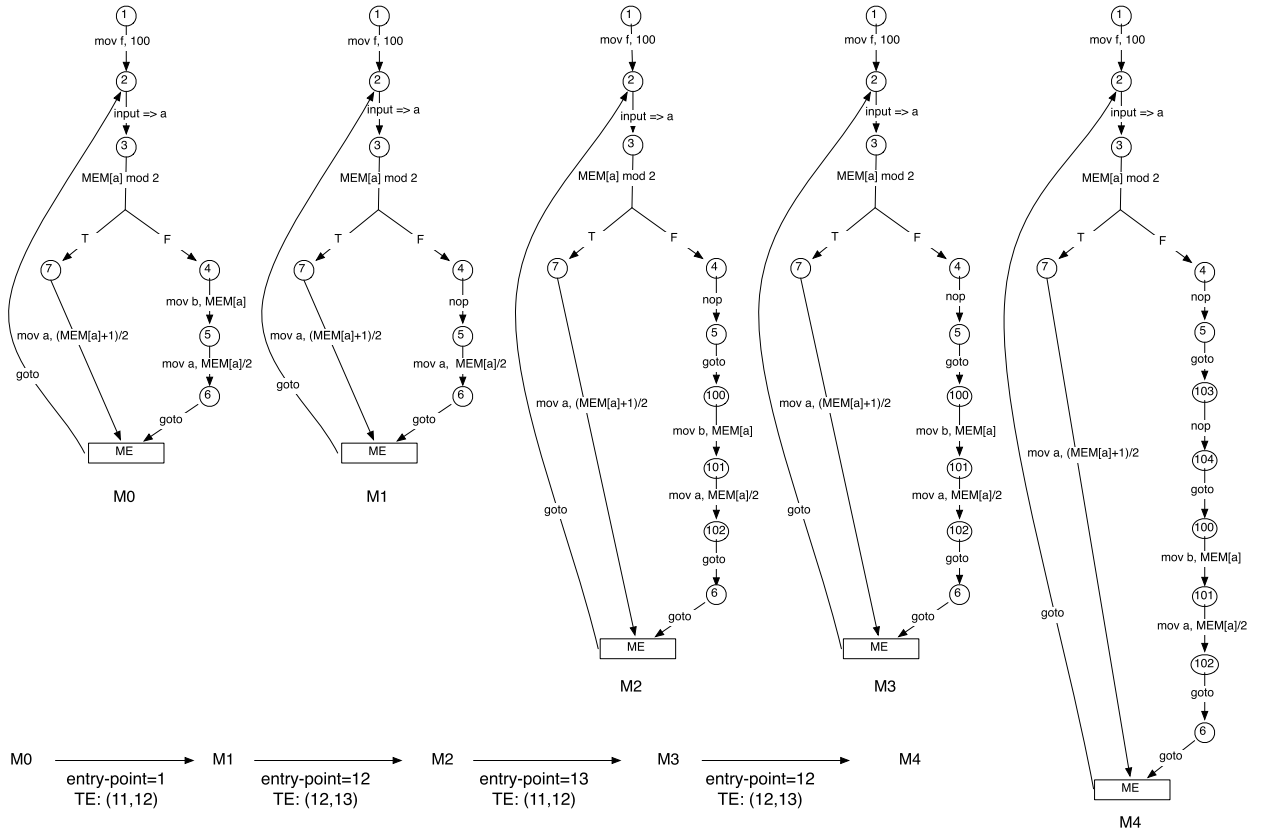 1
mov f, 100
2
input => a
3
MEM[a] mod 2
T
F
7
4
mov b, MEM[a]
5
mov a, (MEM[a]+1)/2
mov a, MEM[a]/2
6
goto
goto
ME
M0
1
mov f, 100
2
input => a
3
MEM[a] mod 2
T
F
7
4
nop
5
mov a, (MEM[a]+1)/2
mov a, MEM[a]/2
6
goto
goto
ME
M1
1
mov f, 100
2
input => a
3
MEM[a] mod 2
T
F
7
4
nop
5
goto
100
mov a, (MEM[a]+1)/2
mov b, MEM[a]
101
mov a, MEM[a]/2
goto
102
goto
6
goto
ME
M2
1
mov f, 100
2
input => a
3
MEM[a] mod 2
T
F
7
4
nop
5
goto
100
mov a, (MEM[a]+1)/2
mov b, MEM[a]
101
mov a, MEM[a]/2
goto
102
goto
6
goto
ME
M3
1
mov f, 100
2
input => a
3
MEM[a] mod 2
T
F
7
4
nop
5
goto
103
nop
mov a, (MEM[a]+1)/2
104
goto
100
mov b, MEM[a]
101
goto
mov a, MEM[a]/2
102
goto
6
goto
ME
M4
M0
M1
M2
M3
M4
entry-point=1
TE: (11,12)
entry-point=12
TE: (12,13)
entry-point=13
TE: (11,12)
entry-point=12
TE: (12,13)